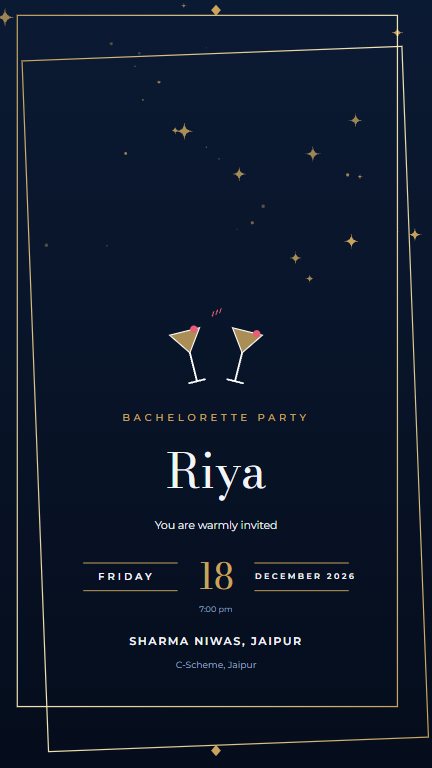 BACHELORETTE PARTY
Riya
You are warmly invited
FRIDAY 18 DECEMBER 2026
7:00 pm
SHARMA NIWAS, JAIPUR
C-Scheme, Jaipur